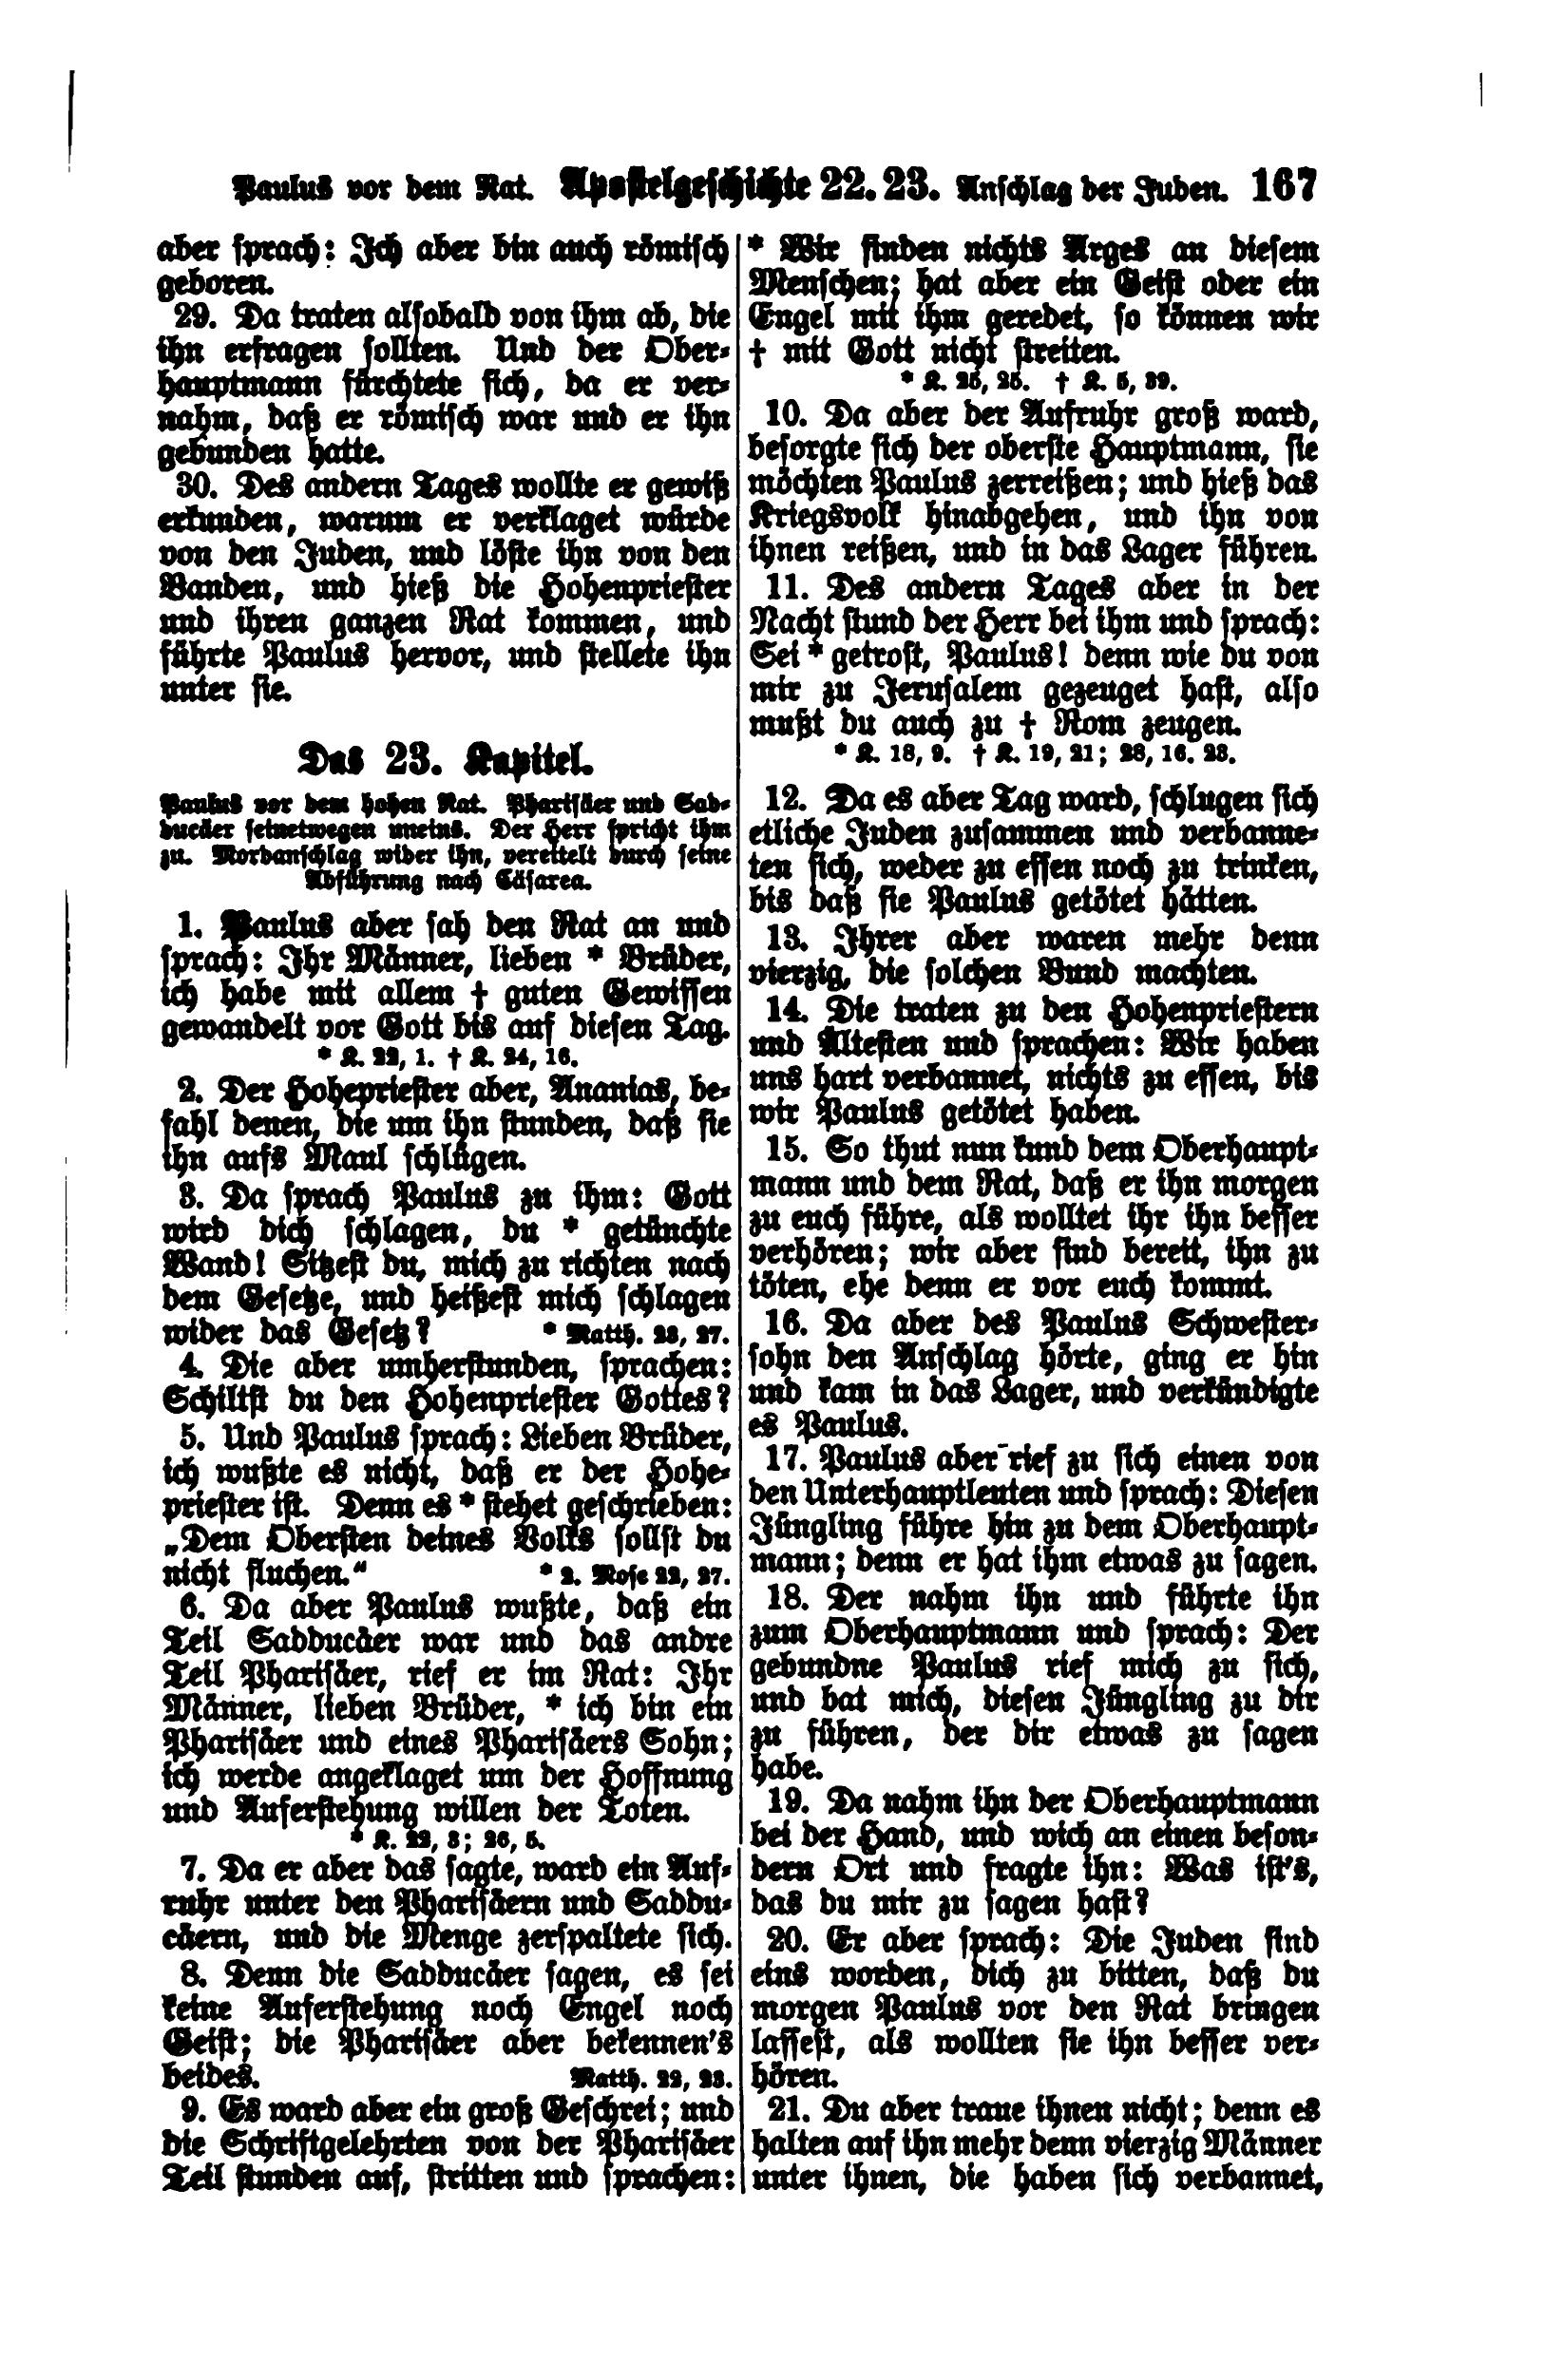 Paulus vor dem Rat. Apostelgeschichte 22. 23. Anschlag der Juden. 167
aber sprach: Ich aber bin auch römisch
geboren.
29. Da traten alsobald von ihm ab, die
ihn erfragen sollten. Und der Ober-
hauptmann fürchtete sich, da er ver-
nahm, daß er römisch war und er ihn
gebunden hatte.
30. Des andern Tages wollte er gewiß
erkunden, warum er verklaget würde
von den Juden, und löste ihn von den
Banden, und hieß die Hohenpriester
und ihren ganzen Rat kommen, und
führte Paulus hervor, und stellete ihn
unter sie.
Das 23. Kapitel.
Paulus vor dem hohen Rat. Pharisäer und Sad-
ducäer seinetwegen uneins. Der Herr spricht ihm
zu. Mordanschlag wider ihn, vereitelt durch seine
Abführung nach Cäsarea.
1. Paulus aber sah den Rat an und
sprach: Ihr Männer, lieben * Brüder,
ich habe mit allem † guten Gewissen
gewandelt vor Gott bis auf diesen Tag.
* K. 22, 1. † K. 24, 16.
2. Der Hohepriester aber, Ananias, be-
fahl denen, die um ihn stunden, daß sie
ihn aufs Maul schlügen.
3. Da sprach Paulus zu ihm: Gott
wird dich schlagen, du * getünchte
Wand! Sitzest du, mich zu richten nach
dem Gesetze, und heißest mich schlagen
wider das Gesetz? * Matth. 23, 27.
4. Die aber umherstunden, sprachen:
Schiltst du den Hohenpriester Gottes?
5. Und Paulus sprach: Lieben Brüder,
ich wußte es nicht, daß er der Hohe-
priester ist. Denn es * stehet geschrieben:
„Dem Obersten deines Volks sollst du
nicht fluchen.“ * 2. Mose 22, 27.
6. Da aber Paulus wußte, daß ein
Teil Sadducäer war und das andre
Teil Pharisäer, rief er im Rat: Ihr
Männer, lieben Brüder, * ich bin ein
Pharisäer und eines Pharisäers Sohn;
ich werde angeklaget um der Hoffnung
und Auferstehung willen der Toten.
* K. 22, 3; 26, 5.
7. Da er aber das sagte, ward ein Auf-
ruhr unter den Pharisäern und Saddu-
cäern, und die Menge zerspaltete sich.
8. Denn die Sadducäer sagen, es sei
keine Auferstehung noch Engel noch
Geist; die Pharisäer aber bekennen's
beides. Matth. 22, 23.
9. Es ward aber ein groß Geschrei; und
die Schriftgelehrten von der Pharisäer
Teil stunden auf, stritten und sprachen:
* Wir finden nichts Arges an diesem
Menschen; hat aber ein Geist oder ein
Engel mit ihm geredet, so können wir
† mit Gott nicht streiten.
* K. 25, 25. † K. 5, 39.
10. Da aber der Aufruhr groß ward,
besorgte sich der oberste Hauptmann, sie
möchten Paulus zerreißen; und hieß das
Kriegsvolk hinabgehen, und ihn von
ihnen reißen, und in das Lager führen.
11. Des andern Tages aber in der
Nacht stund der Herr bei ihm und sprach:
Sei * getrost, Paulus! denn wie du von
mir zu Jerusalem gezeuget hast, also
mußt du auch zu † Rom zeugen.
* K. 18, 9. † K. 19, 21; 28, 16. 23.
12. Da es aber Tag ward, schlugen sich
etliche Juden zusammen und verbanne-
ten sich, weder zu essen noch zu trinken,
bis daß sie Paulus getötet hätten.
13. Ihrer aber waren mehr denn
vierzig, die solchen Bund machten.
14. Die traten zu den Hohenpriestern
und Ältesten und sprachen: Wir haben
uns hart verbannet, nichts zu essen, bis
wir Paulus getötet haben.
15. So thut nun kund dem Oberhaupt-
mann und dem Rat, daß er ihn morgen
zu euch führe, als wolltet ihr ihn besser
verhören; wir aber sind bereit, ihn zu
töten, ehe denn er vor euch kommt.
16. Da aber des Paulus Schwester-
sohn den Anschlag hörte, ging er hin
und kam in das Lager, und verkündigte
es Paulus.
17. Paulus aber rief zu sich einen von
den Unterhauptleuten und sprach: Diesen
Jüngling führe hin zu dem Oberhaupt-
mann; denn er hat ihm etwas zu sagen.
18. Der nahm ihn und führte ihn
zum Oberhauptmann und sprach: Der
gebundne Paulus rief mich zu sich,
und bat mich, diesen Jüngling zu dir
zu führen, der dir etwas zu sagen
habe.
19. Da nahm ihn der Oberhauptmann
bei der Hand, und wich an einen beson-
dern Ort und fragte ihn: Was ist's,
das du mir zu sagen hast?
20. Er aber sprach: Die Juden sind
eins worden, dich zu bitten, daß du
morgen Paulus vor den Rat bringen
lassest, als wollten sie ihn besser ver-
hören.
21. Du aber traue ihnen nicht; denn es
halten auf ihn mehr denn vierzig Männer
unter ihnen, die haben sich verbannet,